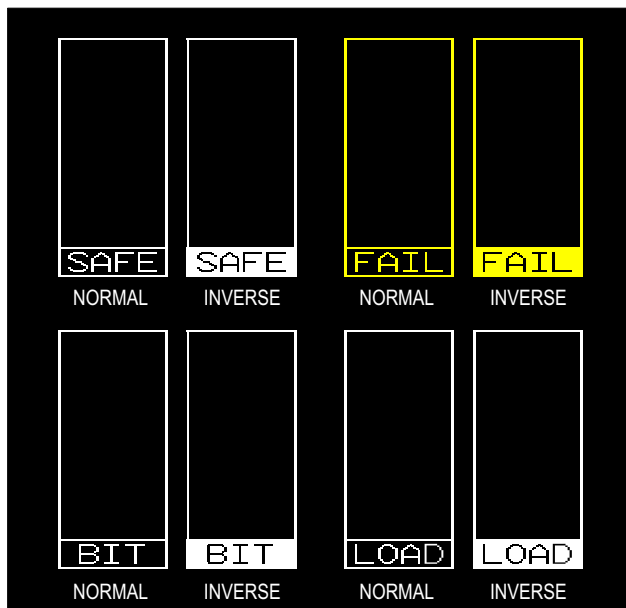 SAFE SAFE FAIL FAIL
NORMAL INVERSE NORMAL INVERSE
BIT BIT LOAD LOAD
NORMAL INVERSE NORMAL INVERSE